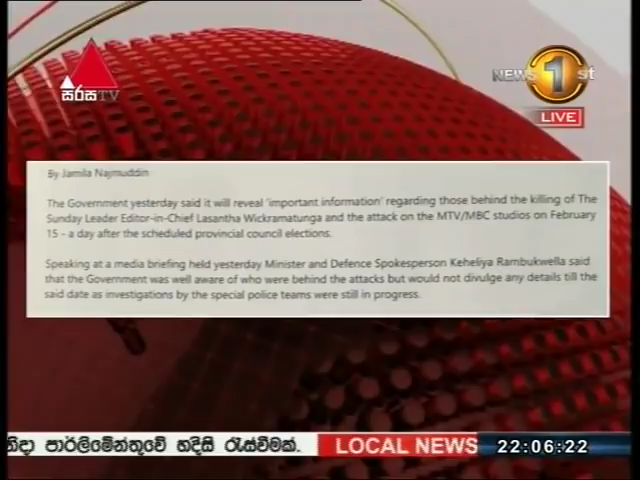 සිරස TV
NEWS 1st
LIVE
By Jamila Najmuddin
The Government yesterday said it will reveal 'important information' regarding those behind the killing of The
Sunday Leader Editor-in-Chief Lasantha Wickramatunga and the attack on the MTV/MBC studios on February
15 - a day after the scheduled provincial council elections.
Speaking at a media briefing held yesterday Minister and Defence Spokesperson Keheliya Rambukwella said
that the Government was well aware of who were behind the attacks but would not divulge any details till the
said date as investigations by the special police teams were still in progress.
පාර්ලිමේන්තුවේ හදිසි රැස්වීමක්. LOCAL NEWS 22:06:22